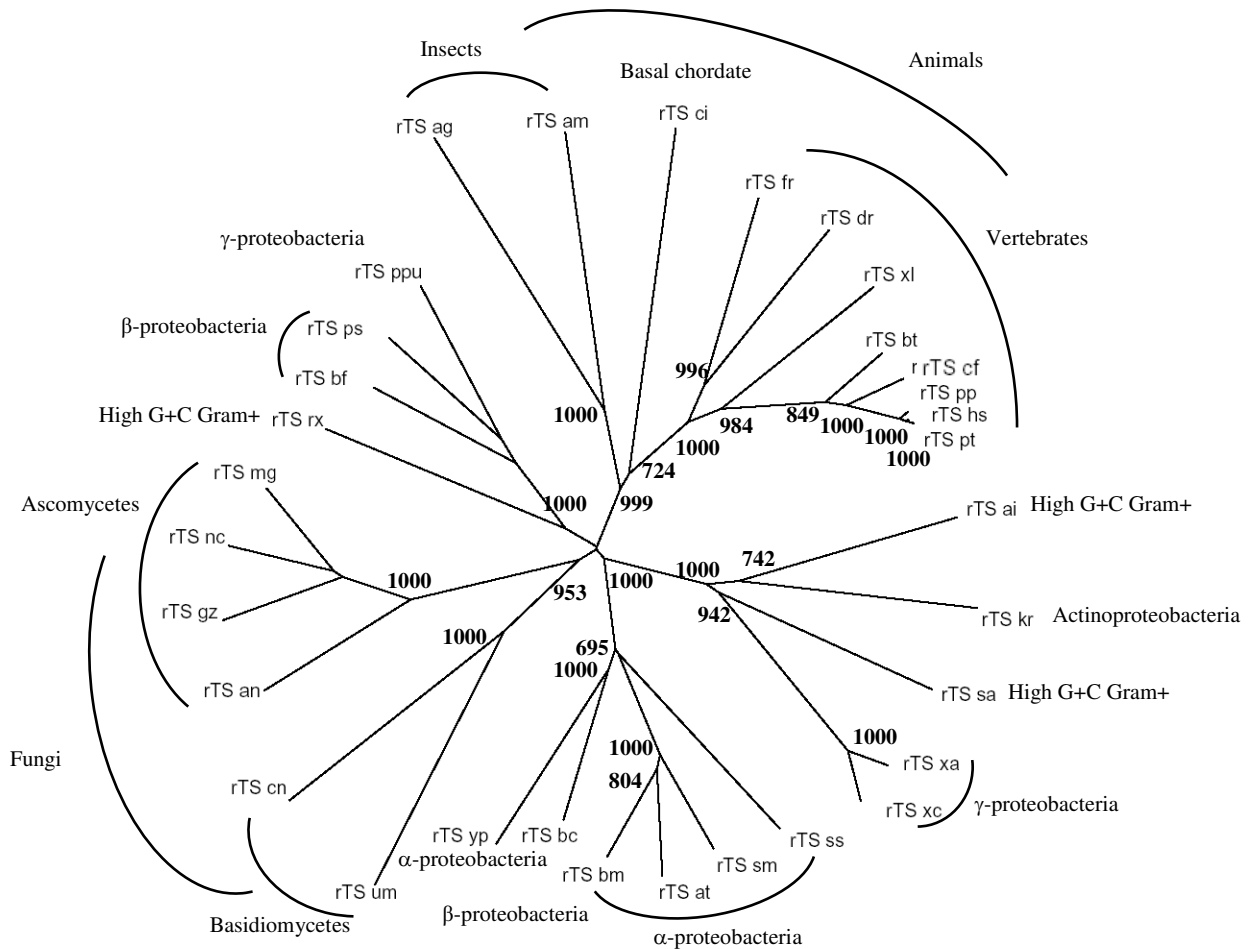 Insects
Animals
Basal chordate
rTS ag
rTS am
rTS ci
rTS fr
rTS dr
Vertebrates
γ-proteobacteria
rTS ppu
rTS xl
β-proteobacteria
rTS ps
rTS bt
r rTS cf
996
rTS bf
rTS pp
High G+C Gram+
rTS rx
1000
984
849
rTS hs
1000
1000
rTS pt
1000
1000
724
rTS mg
Ascomycetes
1000
999
rTS ai
High G+C Gram+
rTS nc
742
1000
1000
1000
953
rTS gz
942
rTS kr
Actinoproteobacteria
1000
695
1000
rTS an
rTS sa
High G+C Gram+
1000
1000
Fungi
804
rTS xa
rTS cn
γ-proteobacteria
rTS xc
rTS yp
rTS bc
rTS ss
α-proteobacteria
rTS bm
rTS sm
rTS um
rTS at
Basidiomycetes
β-proteobacteria
α-proteobacteria